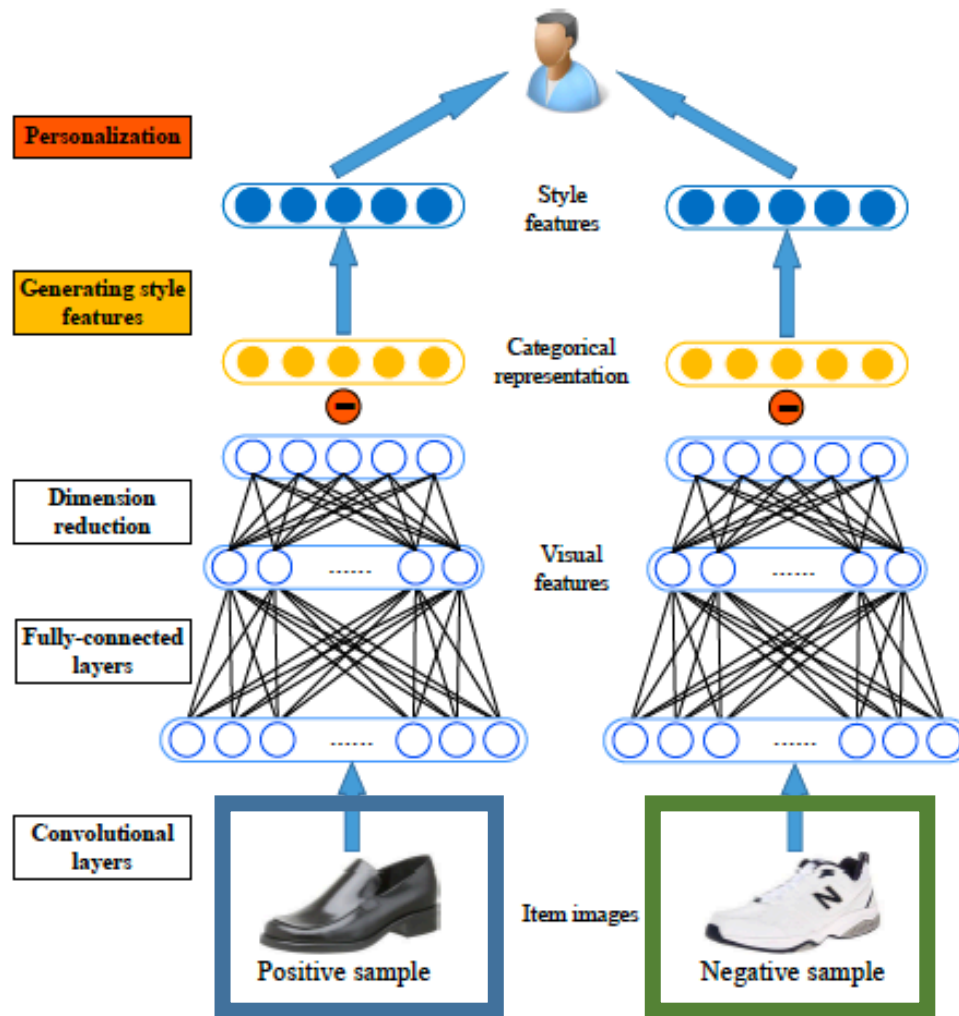 Personalization
Style
features
Generating style
features
Categorical
representation
Dimension
reduction
......
Visual
features
......
Fully-connected
layers
......
......
Convolutional
layers
Item images
N
Positive sample
Negative sample